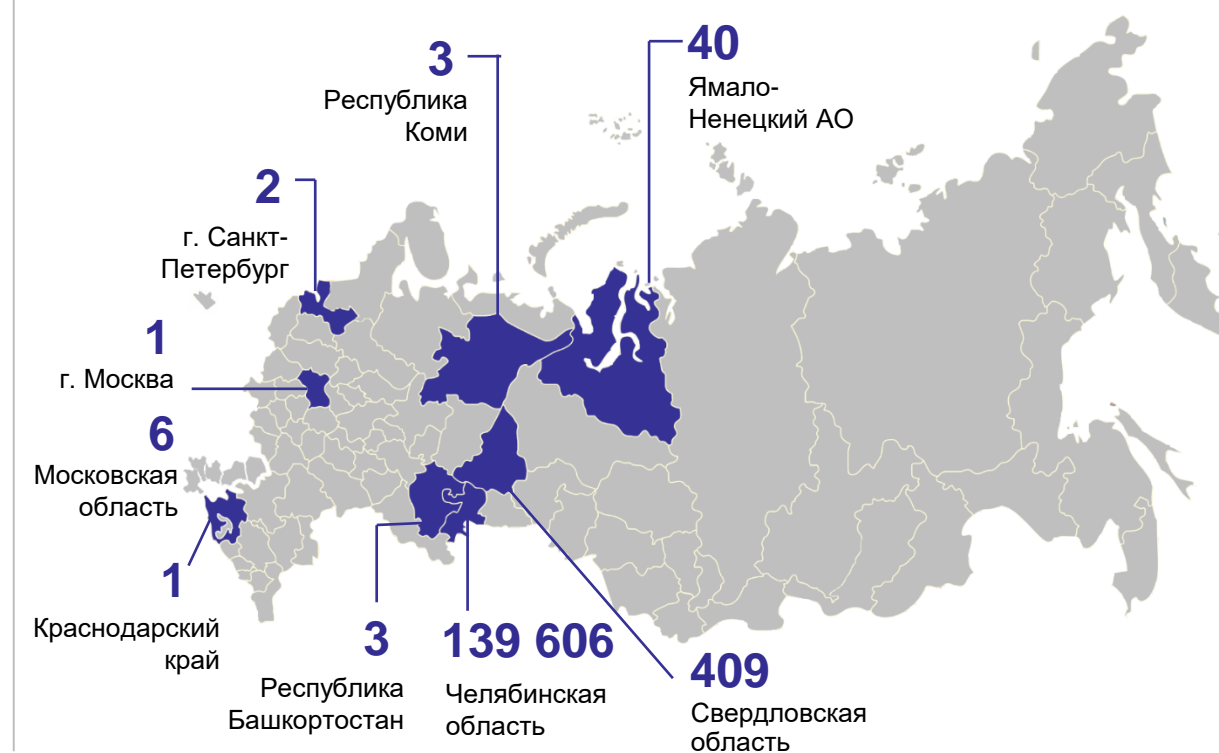 3
Республика
Коми
40
Ямало-
Ненецкий АО
2
г. Санкт-
Петербург
1
г. Москва
6
Московская
область
1
Краснодарский
край
3
Республика
Башкортостан
139 606
Челябинская
область
409
Свердловская
область